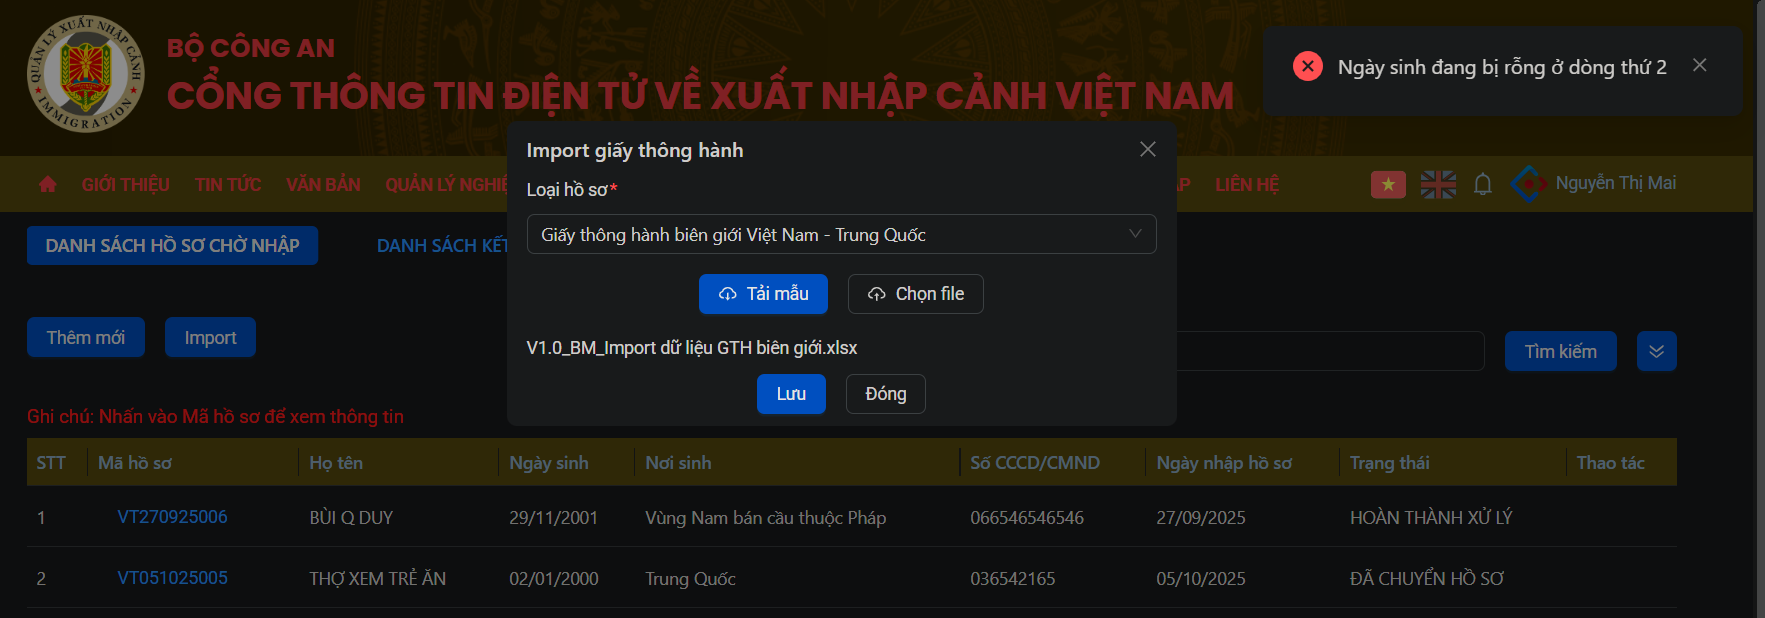 QUẢN LÝ XUẤT NHẬP CẢNH
IMMIGRATION
BỘ CÔNG AN
CỔNG THÔNG TIN ĐIỆN TỬ VỀ XUẤT NHẬP CẢNH VIỆT NAM
Ngày sinh đang bị rỗng ở dòng thứ 2
GIỚI THIỆU TIN TỨC VĂN BẢN QUẢN LÝ LIÊN HỆ Nguyễn Thị Mai
Import giấy thông hành
Loại hồ sơ*
Giấy thông hành biên giới Việt Nam - Trung Quốc
Tải mẫu Chọn file
V1.0_BM_Import dữ liệu GTH biên giới.xlsx
Lưu Đóng
DANH SÁCH HỒ SƠ CHỜ NHẬP DANH SÁCH KẾT
Thêm mới Import Tìm kiếm
Ghi chú: Nhấn vào Mã hồ sơ để xem thông tin
STT Mã hồ sơ Họ tên Ngày sinh Nơi sinh Số CCCD/CMND Ngày nhập hồ sơ Trạng thái Thao tác
1 VT270925006 BÙI Q DUY 29/11/2001 Vùng Nam bán cầu thuộc Pháp 066546546546 27/09/2025 HOÀN THÀNH XỬ LÝ
2 VT051025005 THỢ XEM TRẺ ĂN 02/01/2000 Trung Quốc 036542165 05/10/2025 ĐÃ CHUYỂN HỒ SƠ